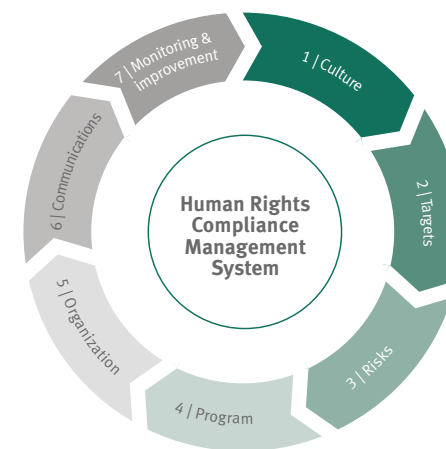 Human Rights
Compliance
Management
System
1 | Culture
2 | Targets
3 | Risks
4 | Program
5 | Organization
6 | Communications
7 | Monitoring &
improvement